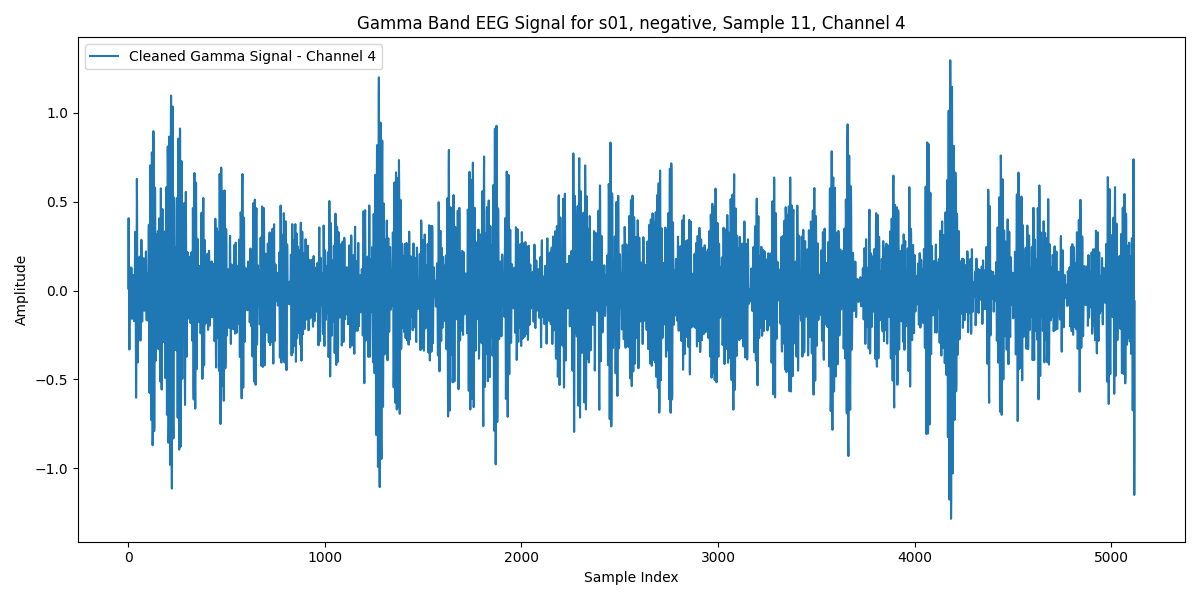 Gamma Band EEG Signal for s01, negative, Sample 11, Channel 4
Cleaned Gamma Signal - Channel 4
1.0
0.5
0.0
−0.5
−1.0
Amplitude
0 1000 2000 3000 4000 5000
Sample Index